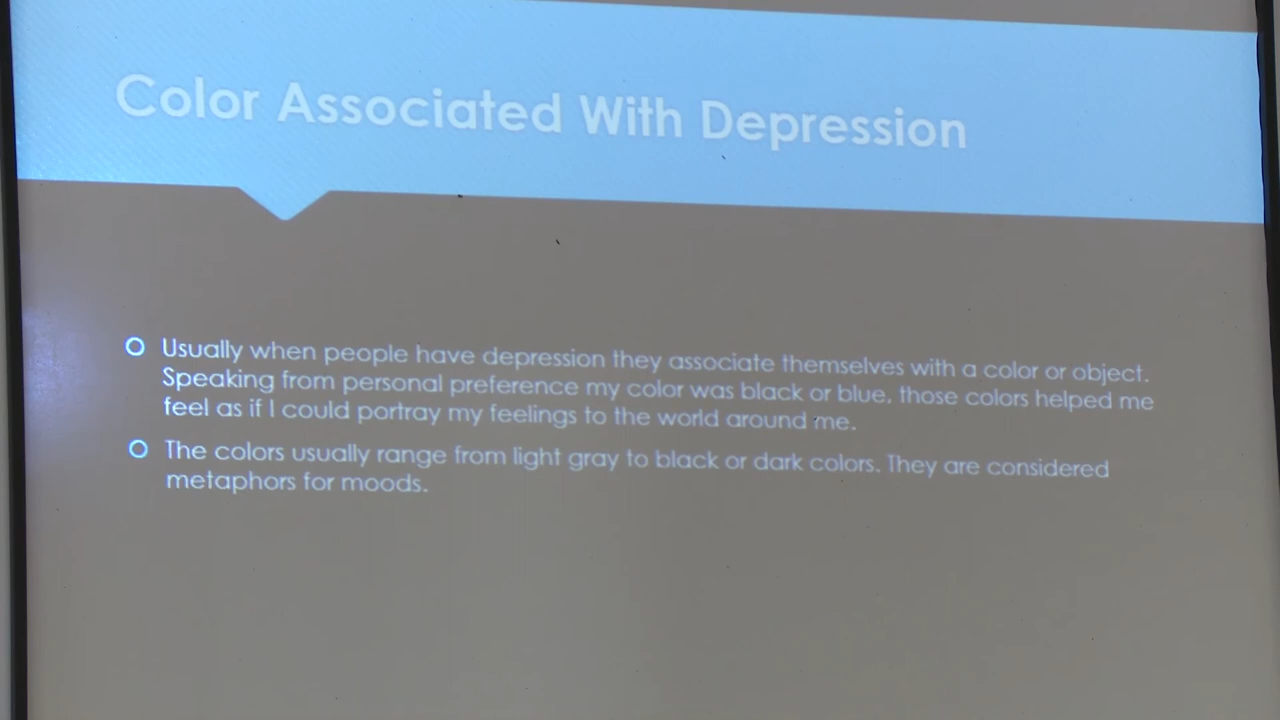 Color Associated With Depression
Usually when people have depression they associate themselves with a color or object.
Speaking from personal preference my color was black or blue, those colors helped me
feel as if I could portray my feelings to the world around me.
The colors usually range from light gray to black or dark colors. They are considered
metaphors for moods.